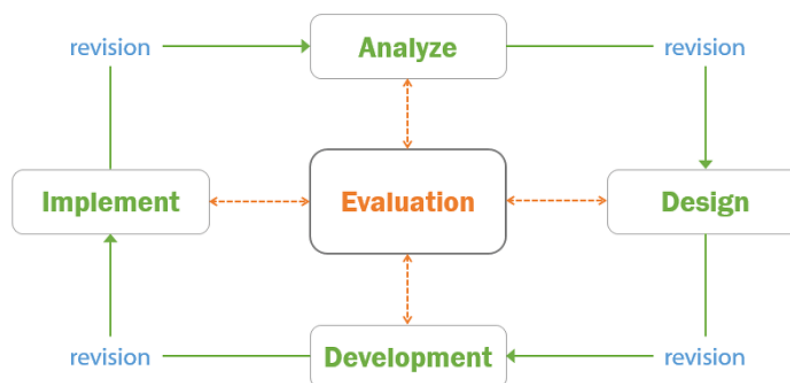 revision
Analyze
revision
Implement
Evaluation
Design
revision
Development
revision